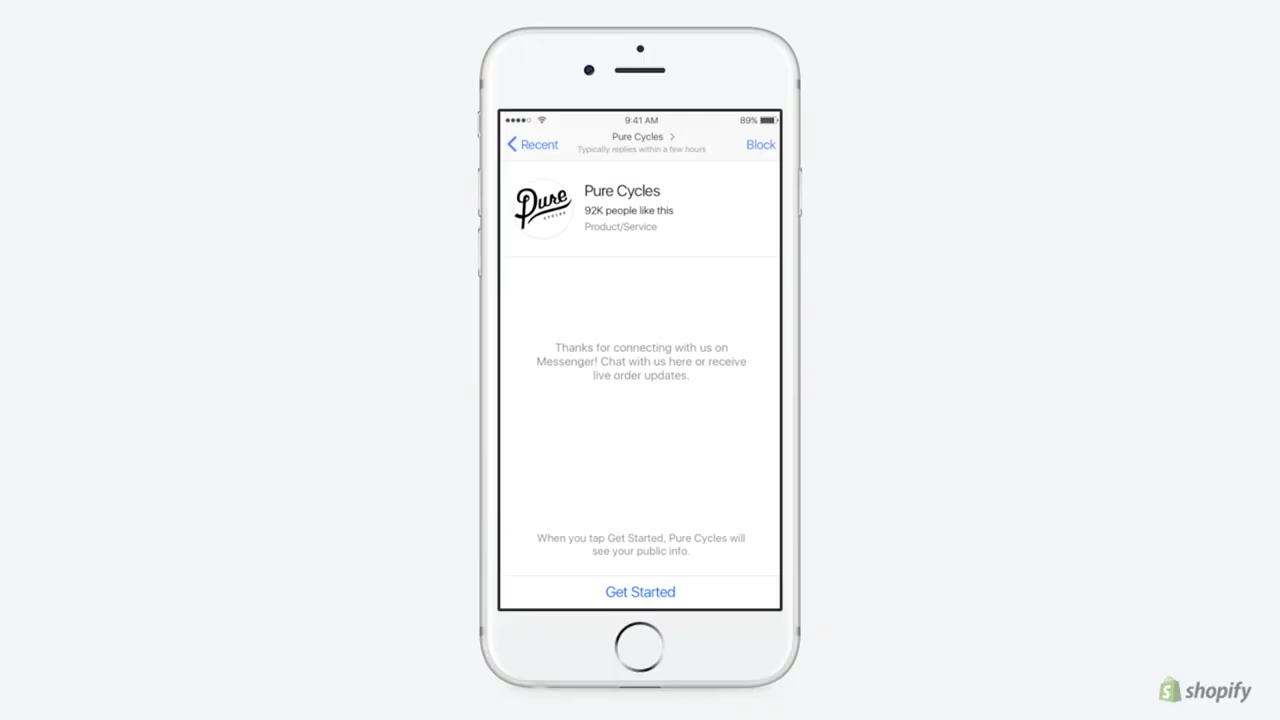 9:41 AM
89%
Recent
Pure Cycles
Typically replies within a few hours
Block
Pure
CYCLES
Pure Cycles
92K people like this
Product/Service
Thanks for connecting with us on
Messenger! Chat with us here or receive
live order updates.
When you tap Get Started, Pure Cycles will
see your public info.
Get Started
shopify